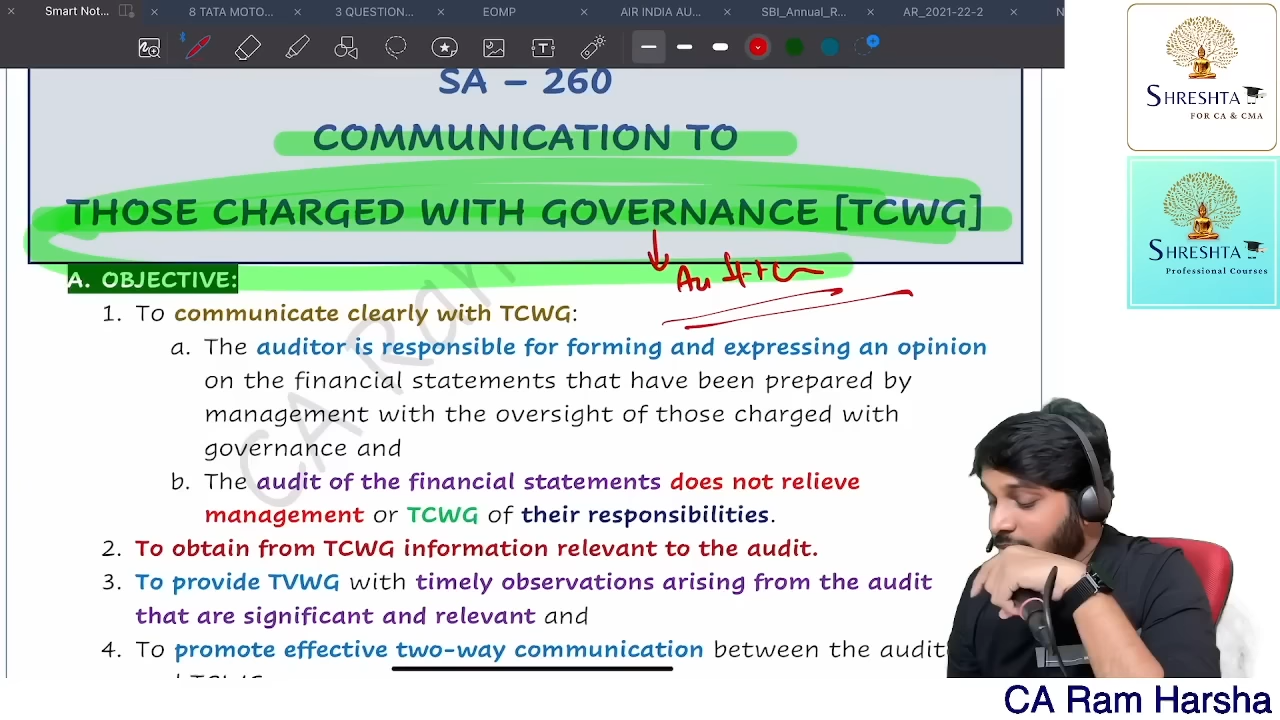 Smart Not...
8 TATA MOTO...
3 QUESTION...
EOMP
AIR INDIA AU...
SBI_Annual_R...
AR_2021-22-2
N
SHRESHTA
FOR CA & CMA
SHRESHTA
Professional Courses
SA – 260
COMMUNICATION TO
THOSE CHARGED WITH GOVERNANCE [TCWG]
A. OBJECTIVE:
1. To communicate clearly with TCWG:
a. The auditor is responsible for forming and expressing an opinion
on the financial statements that have been prepared by
management with the oversight of those charged with
governance and
b. The audit of the financial statements does not relieve
management or TCWG of their responsibilities.
2. To obtain from TCWG information relevant to the audit.
3. To provide TVWG with timely observations arising from the audit
that are significant and relevant and
4. To promote effective two-way communication between the audit
CA Ram
CA Ram Harsha